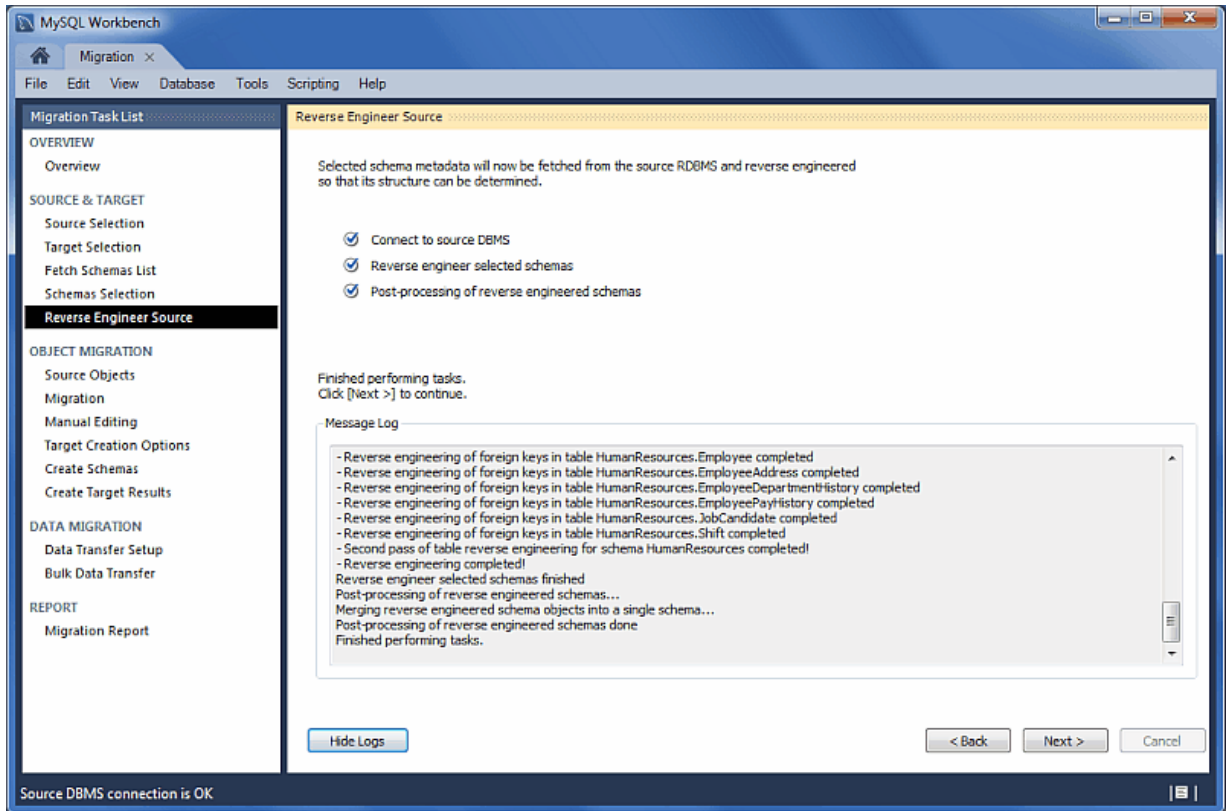 MySQL Workbench
Migration
File Edit View Database Tools Scripting Help
Migration Task List
OVERVIEW
Overview
SOURCE & TARGET
Source Selection
Target Selection
Fetch Schemas List
Schemas Selection
Reverse Engineer Source
OBJECT MIGRATION
Source Objects
Migration
Manual Editing
Target Creation Options
Create Schemas
Create Target Results
DATA MIGRATION
Data Transfer Setup
Bulk Data Transfer
REPORT
Migration Report
Reverse Engineer Source
Selected schema metadata will now be fetched from the source RDBMS and reverse engineered
so that its structure can be determined.
Connect to source DBMS
Reverse engineer selected schemas
Post-processing of reverse engineered schemas
Finished performing tasks.
Click [Next >] to continue.
Message Log
- Reverse engineering of foreign keys in table HumanResources.Employee completed
- Reverse engineering of foreign keys in table HumanResources.EmployeeAddress completed
- Reverse engineering of foreign keys in table HumanResources.EmployeeDepartmentHistory completed
- Reverse engineering of foreign keys in table HumanResources.EmployeePayHistory completed
- Reverse engineering of foreign keys in table HumanResources.JobCandidate completed
- Reverse engineering of foreign keys in table HumanResources.Shift completed
- Second pass of table reverse engineering for schema HumanResources completed!
- Reverse engineering completed!
Reverse engineer selected schemas finished
Post-processing of reverse engineered schemas...
Merging reverse engineered schema objects into a single schema...
Post-processing of reverse engineered schemas done
Finished performing tasks.
Hide Logs
< Back
Next >
Cancel
Source DBMS connection is OK